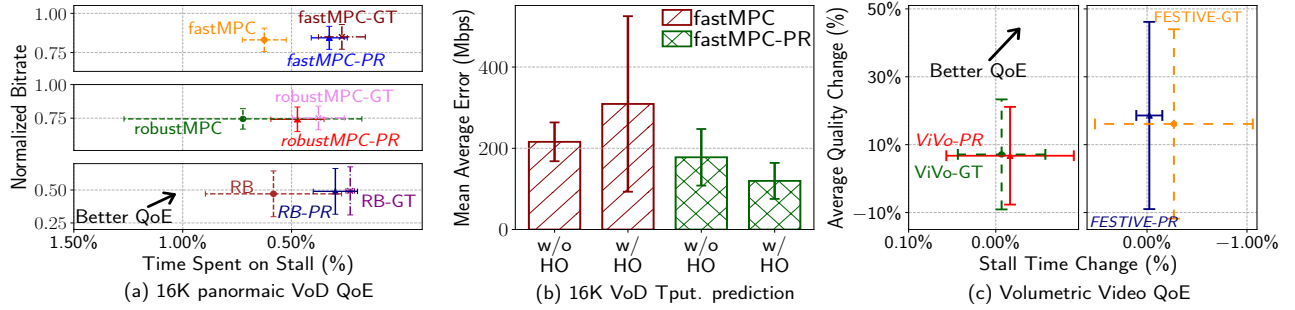 Normalized Bitrate
1.00
0.75
fastMPC
fastMPC-GT
fastMPC-PR
1.00
0.75
robustMPC
robustMPC-GT
robustMPC-PR
0.50
0.25
RB
RB-PR
RB-GT
Better QoE
1.50%
1.00%
0.50%
Time Spent on Stall (%)
(a) 16K panormaic VoD QoE
Mean Average Error (Mbps)
400
200
0
fastMPC
fastMPC-PR
w/o HO
w/ HO
w/o HO
w/ HO
(b) 16K VoD Tput. prediction
Average Quality Change (%)
50%
30%
10%
−10%
Better QoE
ViVo-PR
ViVo-GT
FESTIVE-GT
FESTIVE-PR
0.10%
0.00%
0.00%
−1.00%
Stall Time Change (%)
(c) Volumetric Video QoE